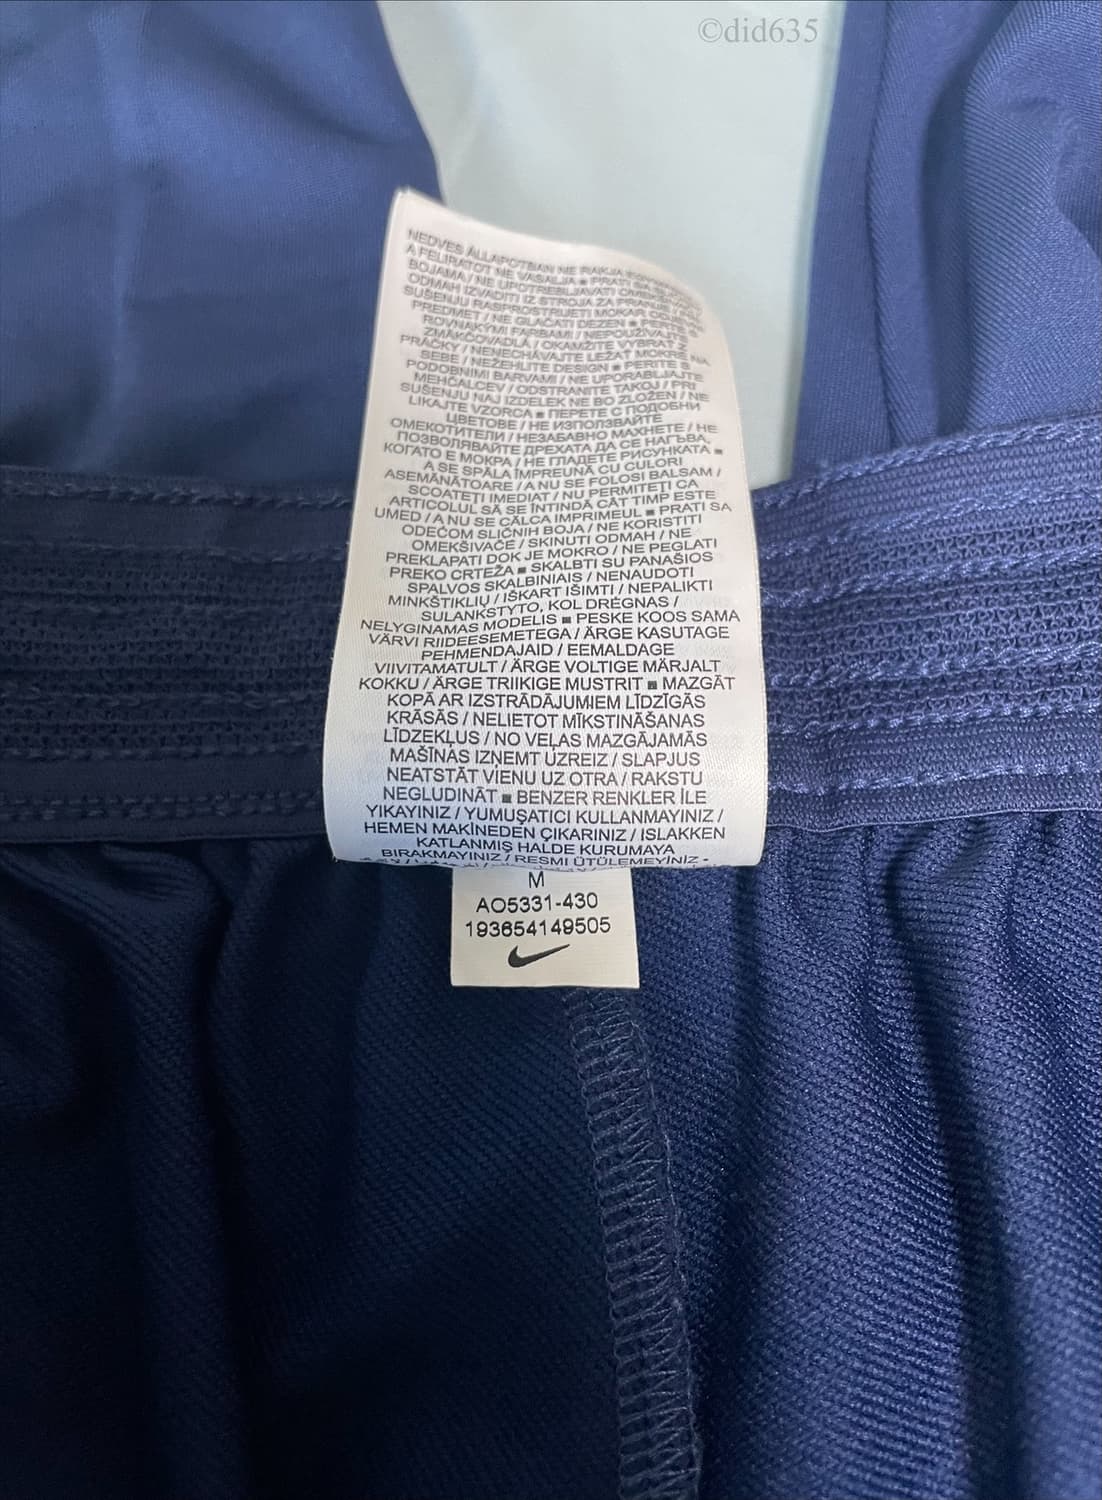 ©did635
NEDVES ÁLLAPOTBAN NE RAKJA
A FELIRATOT NE VASALJA ■ PRATI SA
BOJAMA / NE UPOTREBLJAVATI
ODMAH IZVADITI IZ STROJA ZA PRANJE
SUŠENJU RASPROSTRIJETI MOKAR
PREDMET / NE GLAČATI DEZEN ■ PERTE S
ROVNAKÝMI FARBAMI / NEPOUŽÍVAJTE
ZMÄKČOVADLÁ / OKAMŽITE VYBRAŤ Z
PRÁČKY / NENECHÁVAJTE LEŽAŤ MOKRÉ NA
SEBE / NEŽEHLITE DESIGN ■ PERITE S
PODOBNIMI BARVAMI / NE UPORABLJAJTE
MEHČALCEV / ODSTRANITE TAKOJ / PRI
SUŠENJU NAJ IZDELEK NE BO ZLOŽEN / NE
LIKAJTE VZORCA ■ ПЕРЕТЕ С ПОДОБНИ
ЦВЕТОВЕ / НЕ ИЗПОЛЗВАЙТЕ
ОМЕКОТИТЕЛИ / НЕЗАБАВНО МАХНЕТЕ / НЕ
ПОЗВОЛЯВАЙТЕ ДРЕХАТА ДА СЕ НАГЪВА,
КОГАТО Е МОКРА / НЕ ГЛАДЕТЕ РИСУНКАТА ■
A SE SPĂLA ÎMPREUNĂ CU CULORI
ASEMĂNĂTOARE / A NU SE FOLOSI BALSAM /
SCOATEȚI IMEDIAT / NU PERMITEȚI CA
ARTICOLUL SĂ SE ÎNTINDĂ CÂT TIMP ESTE
UMED / A NU SE CĂLCA IMPRIMEUL ■ PRATI SA
ODEĆOM SLIČNIH BOJA / NE KORISTITI
OMEKŠIVAČE / SKINUTI ODMAH / NE
PREKLAPATI DOK JE MOKRO / NE PEGLATI
PREKO CRTEŽA ■ SKALBTI SU PANAŠIOS
SPALVOS SKALBINIAIS / NENAUDOTI
MINKŠTIKLIŲ / IŠKART IŠIMTI / NEPALIKTI
SULANKSTYTO, KOL DRĖGNAS /
NELYGINAMAS MODELIS ■ PESKE KOOS SAMA
VÄRVI RIIDEESEMETEGA / ÄRGE KASUTAGE
PEHMENDAJAID / EEMALDAGE
VIIVITAMATULT / ÄRGE VOLTIGE MÄRJALT
KOKKU / ÄRGE TRIIKIGE MUSTRIT ■ MAZGĀT
KOPĀ AR IZSTRĀDĀJUMIEM LĪDZĪGĀS
KRĀSĀS / NELIETOT MĪKSTINĀŠANAS
LĪDZEKĻUS / NO VEĻAS MAZGĀJAMĀS
MAŠĪNAS IZŅEMT UZREIZ / SLAPJUS
NEATSTĀT VIENU UZ OTRA / RAKSTU
NEGLUDINĀT ■ BENZER RENKLER İLE
YIKAYINIZ / YUMUŞATICI KULLANMAYINIZ /
HEMEN MAKİNEDEN ÇIKARINIZ / ISLAKKEN
KATLANMIŞ HALDE KURUMAYA
BIRAKMAYINIZ / RESMİ ÜTÜLEMEYİNİZ •
M
AO5331-430
193654149505